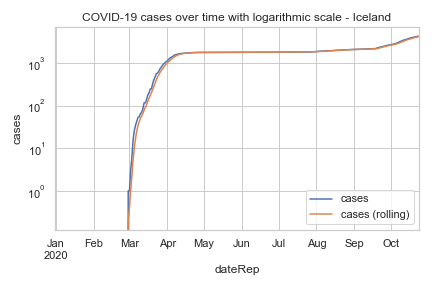 COVID-19 cases over time with logarithmic scale - Iceland
10³
10²
10¹
10⁰
cases
cases
cases (rolling)
Jan Feb Mar Apr May Jun Jul Aug Sep Oct
2020
dateRep